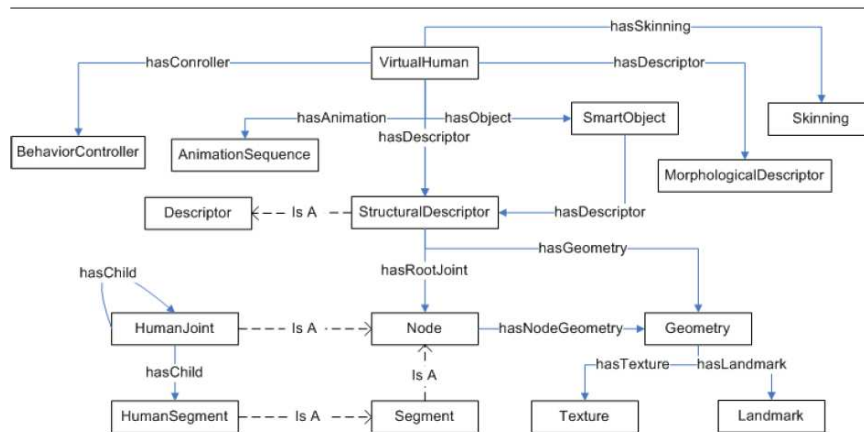 hasSkinning
VirtualHuman
hasConroller
hasDescriptor
hasAnimation
hasObject
SmartObject
Skinning
hasDescriptor
BehaviorController
AnimationSequence
MorphologicalDescriptor
Descriptor
Is A
StructuralDescriptor
hasDescriptor
hasGeometry
hasRootJoint
hasChild
HumanJoint
Is A
Node
hasNodeGeometry
Geometry
hasChild
Is A
hasTexture
hasLandmark
HumanSegment
Is A
Segment
Texture
Landmark